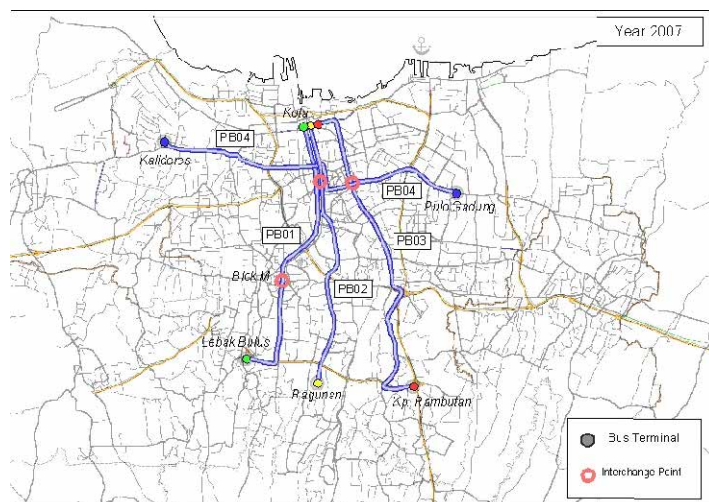 Year 2007
Kota
PB04
Kalideres
PB04
Pulo Gadung
PB01
PB03
Blok M
PB02
Lebak Bulus
Ragunan
Kp. Rambutan
Bus Terminal
Interchange Point